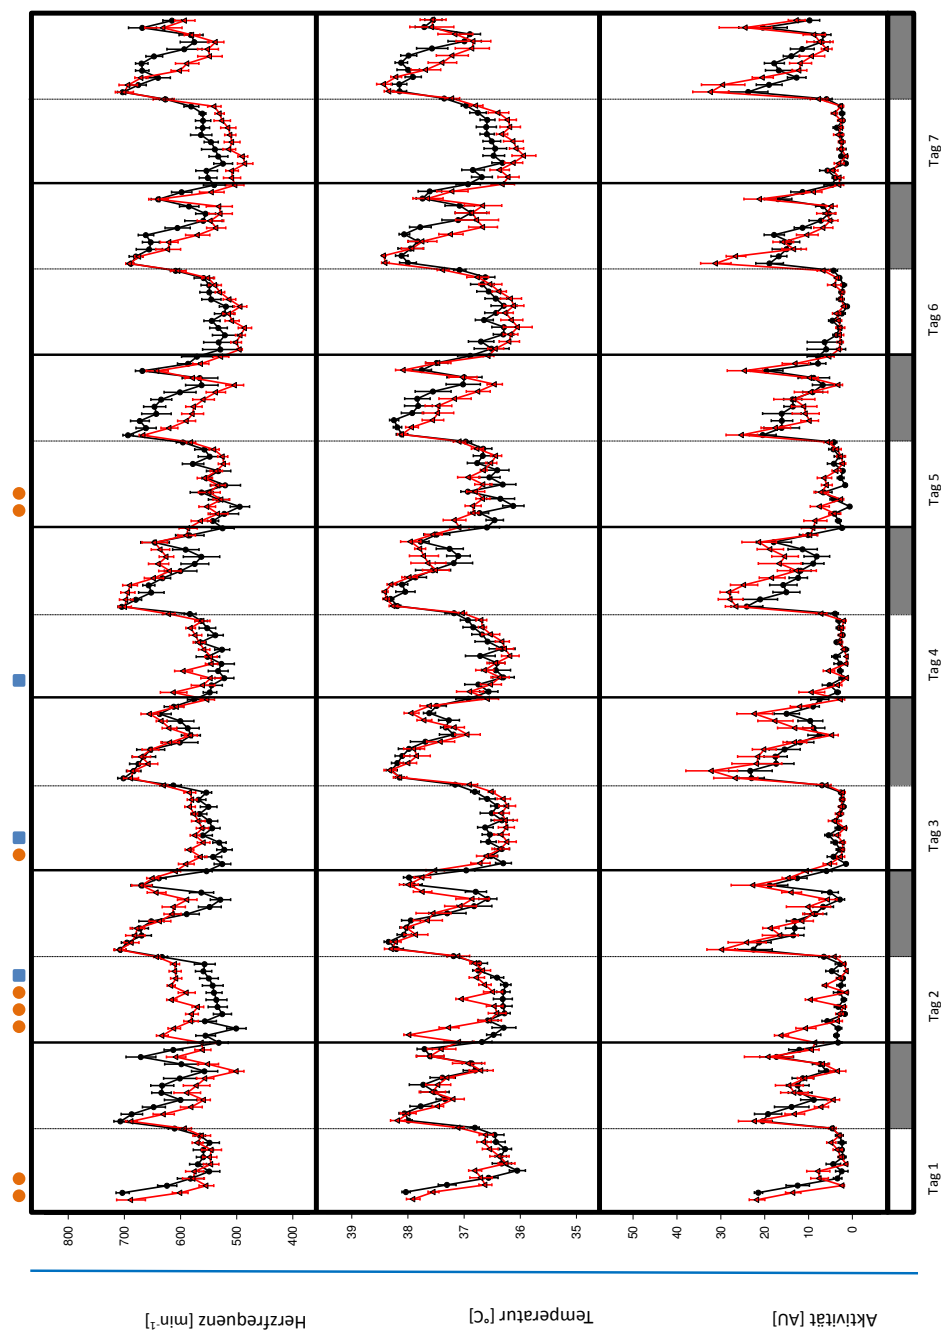 Herzfrequenz [min⁻¹]
800
700
600
500
400
Temperatur [°C]
39
38
37
36
35
Aktivität [AU]
50
40
30
20
10
0
Tag 1
Tag 2
Tag 3
Tag 4
Tag 5
Tag 6
Tag 7